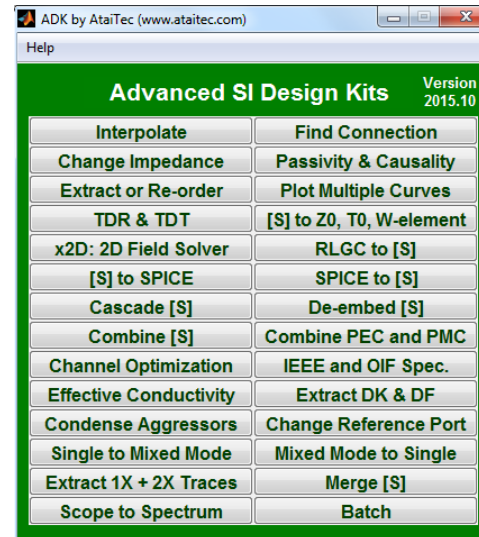 ADK by AtaiTec (www.ataitec.com)
Help
Advanced SI Design Kits
Version
2015.10
Interpolate
Find Connection
Change Impedance
Passivity & Causality
Extract or Re-order
Plot Multiple Curves
TDR & TDT
[S] to Z0, T0, W-element
x2D: 2D Field Solver
RLGC to [S]
[S] to SPICE
SPICE to [S]
Cascade [S]
De-embed [S]
Combine [S]
Combine PEC and PMC
Channel Optimization
IEEE and OIF Spec.
Effective Conductivity
Extract DK & DF
Condense Aggressors
Change Reference Port
Single to Mixed Mode
Mixed Mode to Single
Extract 1X + 2X Traces
Merge [S]
Scope to Spectrum
Batch